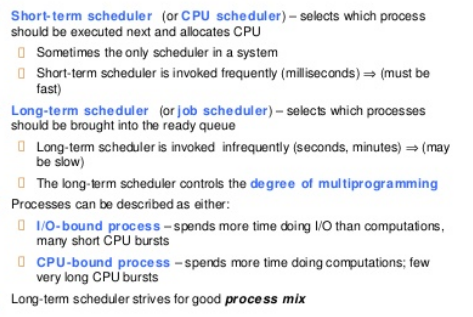 Short-term scheduler (or CPU scheduler) – selects which process
should be executed next and allocates CPU
Sometimes the only scheduler in a system
Short-term scheduler is invoked frequently (milliseconds) ⇒ (must be
fast)
Long-term scheduler (or job scheduler) – selects which processes
should be brought into the ready queue
Long-term scheduler is invoked infrequently (seconds, minutes) ⇒ (may
be slow)
The long-term scheduler controls the degree of multiprogramming
Processes can be described as either:
I/O-bound process – spends more time doing I/O than computations,
many short CPU bursts
CPU-bound process – spends more time doing computations; few
very long CPU bursts
Long-term scheduler strives for good process mix